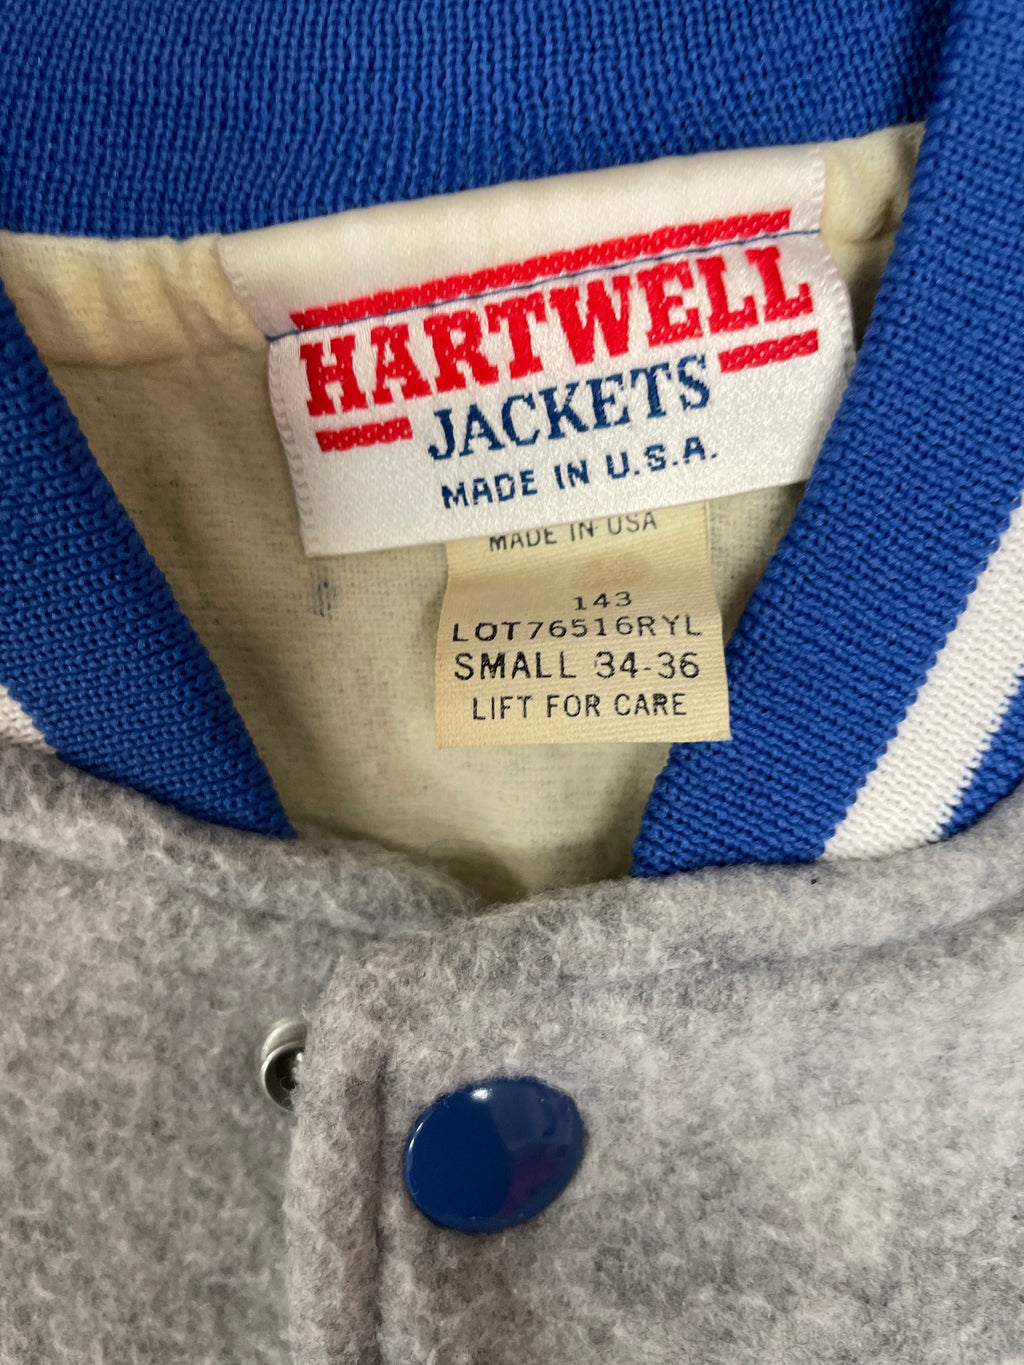 HARTWELL
JACKETS
MADE IN U.S.A.
MADE IN USA
143
LOT76516RYL
SMALL 34-36
LIFT FOR CARE